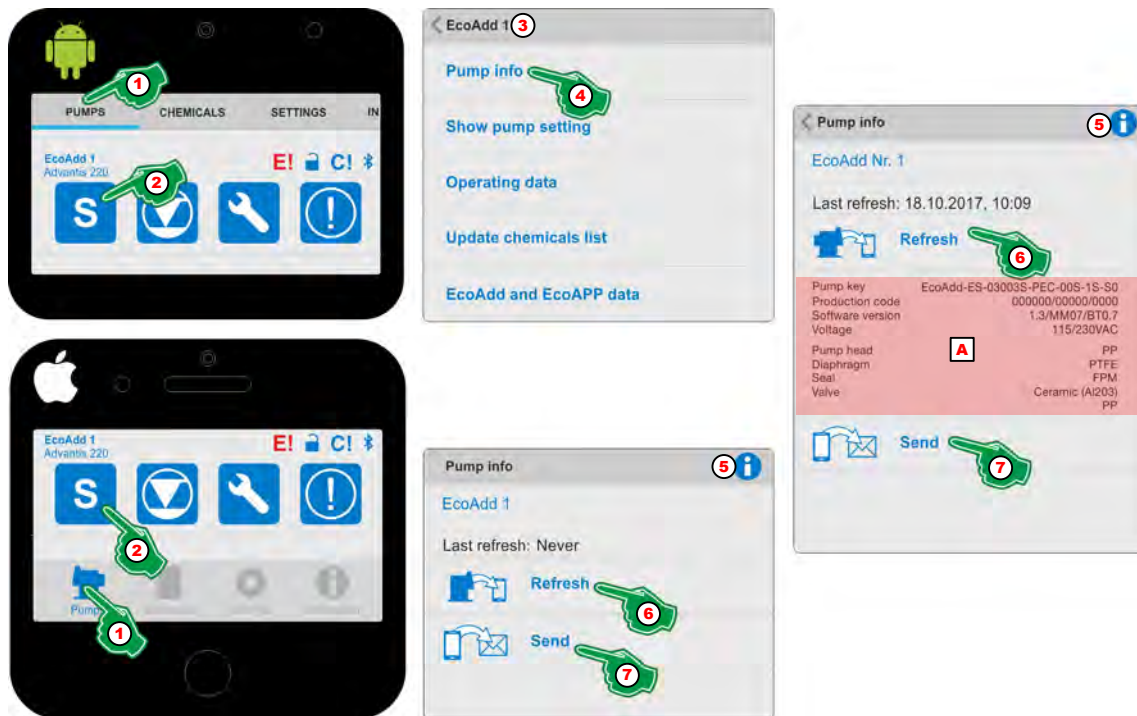 1
PUMPS CHEMICALS SETTINGS IN
EcoAdd 1
Advantis 220
E! C!
2
S
!
EcoAdd 1 3
Pump info
4
Show pump setting
Operating data
Update chemicals list
EcoAdd and EcoAPP data
EcoAdd 1
Advantis 220
E! C!
S
!
2
Pump
1
Pump info 5
EcoAdd 1
Last refresh: Never
Refresh
6
Send
7
Pump info 5
EcoAdd Nr. 1
Last refresh: 18.10.2017, 10:09
Refresh
6
Pump key EcoAdd-ES-03003S-PEC-00S-1S-S0
Production code 000000/00000/0000
Software version 1.3/MM07/BT0.7
Voltage 115/230VAC
A
Pump head PP
Diaphragm PTFE
Seal FPM
Valve Ceramic (Al203)
PP
Send
7